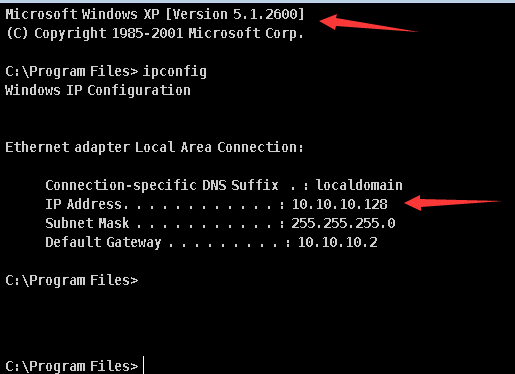 Microsoft Windows XP [Version 5.1.2600]
(C) Copyright 1985-2001 Microsoft Corp.
C:\Program Files> ipconfig
Windows IP Configuration
Ethernet adapter Local Area Connection:
Connection-specific DNS Suffix . : localdomain
IP Address. . . . . . . . . . . . : 10.10.10.128
Subnet Mask . . . . . . . . . . . : 255.255.255.0
Default Gateway . . . . . . . . . : 10.10.10.2
C:\Program Files>
C:\Program Files>